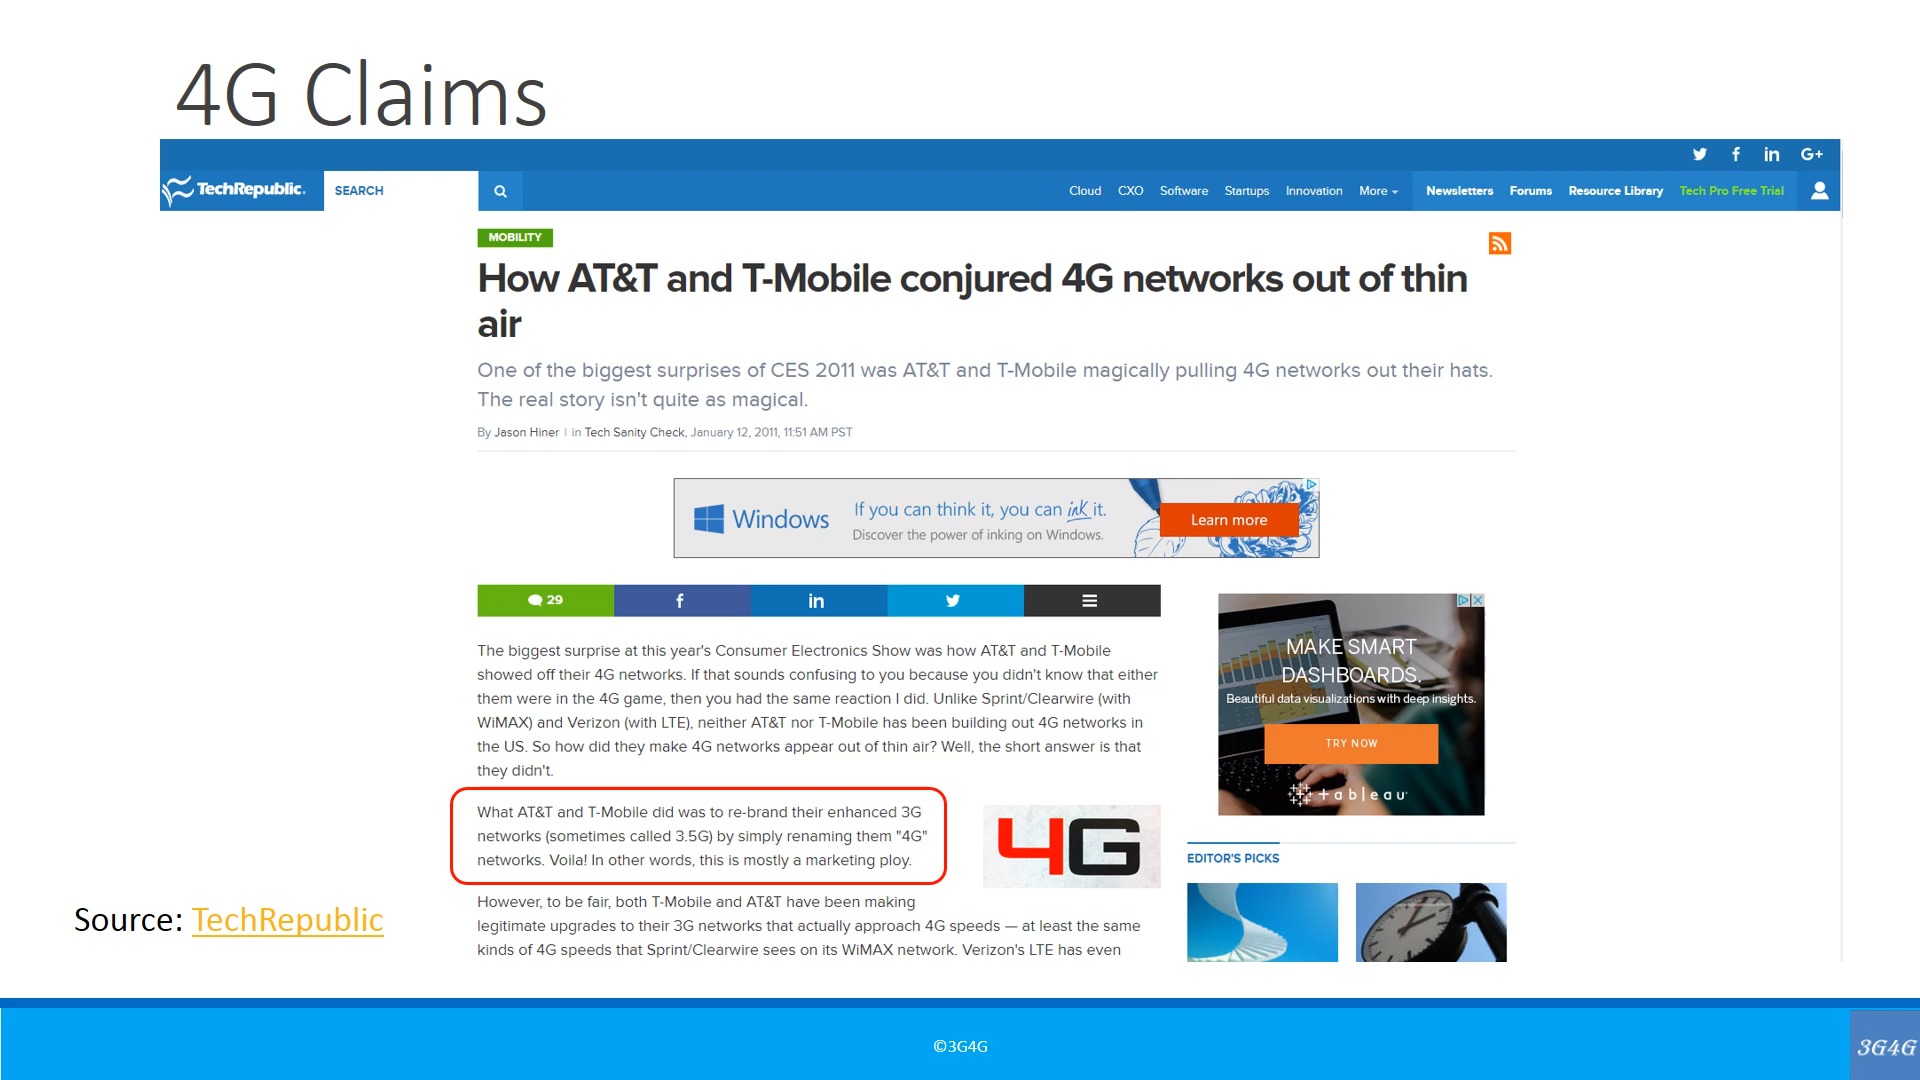 4G Claims
G+
TechRepublic.
SEARCH
Cloud CXO Software Startups Innovation More Newsletters Forums Resource Library Tech Pro Free Trial
MOBILITY
How AT&T and T-Mobile conjured 4G networks out of thin
air
One of the biggest surprises of CES 2011 was AT&T and T-Mobile magically pulling 4G networks out their hats.
The real story isn't quite as magical.
By Jason Hiner | in Tech Sanity Check, January 12, 2011, 11:51 AM PST
Windows
If you can think it, you can ink it.
Discover the power of inking on Windows.
Learn more
29
f
in
The biggest surprise at this year's Consumer Electronics Show was how AT&T and T-Mobile
showed off their 4G networks. If that sounds confusing to you because you didn't know that either
them were in the 4G game, then you had the same reaction I did. Unlike Sprint/Clearwire (with
WiMAX) and Verizon (with LTE), neither AT&T nor T-Mobile has been building out 4G networks in
the US. So how did they make 4G networks appear out of thin air? Well, the short answer is that
they didn't.
What AT&T and T-Mobile did was to re-brand their enhanced 3G
networks (sometimes called 3.5G) by simply renaming them "4G"
networks. Voila! In other words, this is mostly a marketing ploy.
4G
However, to be fair, both T-Mobile and AT&T have been making
legitimate upgrades to their 3G networks that actually approach 4G speeds — at least the same
kinds of 4G speeds that Sprint/Clearwire sees on its WiMAX network. Verizon's LTE has even
MAKE SMART
DASHBOARDS.
Beautiful data visualizations with deep insights.
TRY NOW
+ableau
EDITOR'S PICKS
Source: TechRepublic
©3G4G
3G4G